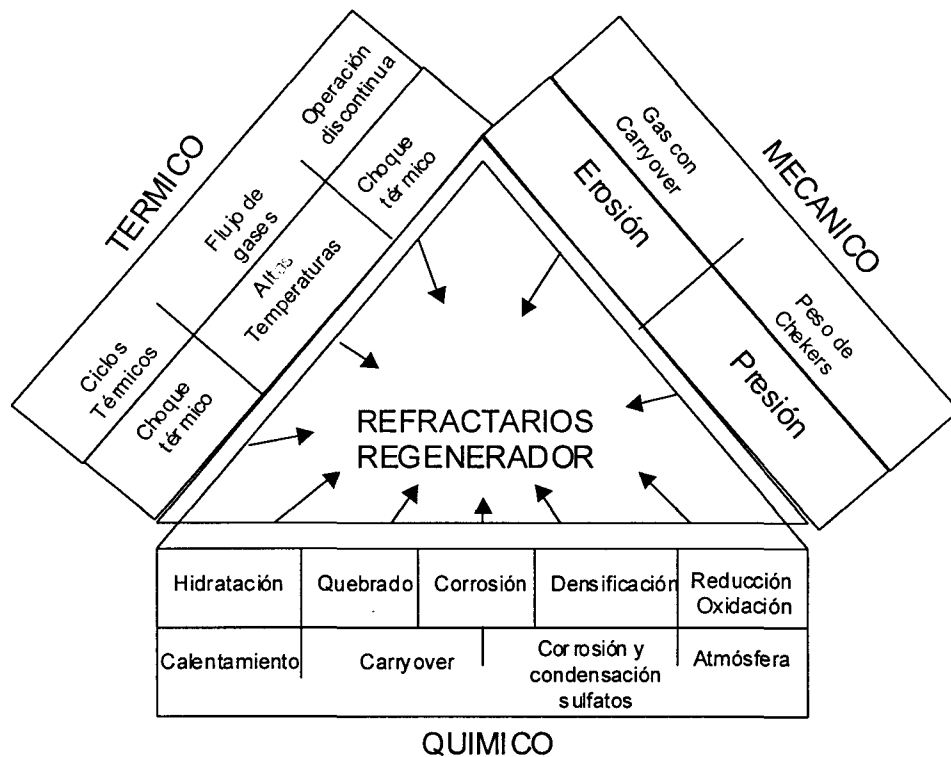 TERMICO
Operación
discontinua
Flujo de
gases
Ciclos
Térmicos
Choque
térmico
Altas
Temperaturas
Choque
térmico
MECANICO
Gas con
Carryover
Erosión
Peso de
Chekers
Presión
REFRACTARIOS
REGENERADOR
Hidratación
Quebrado
Corrosión
Densificación
Reducción
Oxidación
Calentamiento
Carryover
Corrosión y
condensación
sulfatos
Atmósfera
QUIMICO